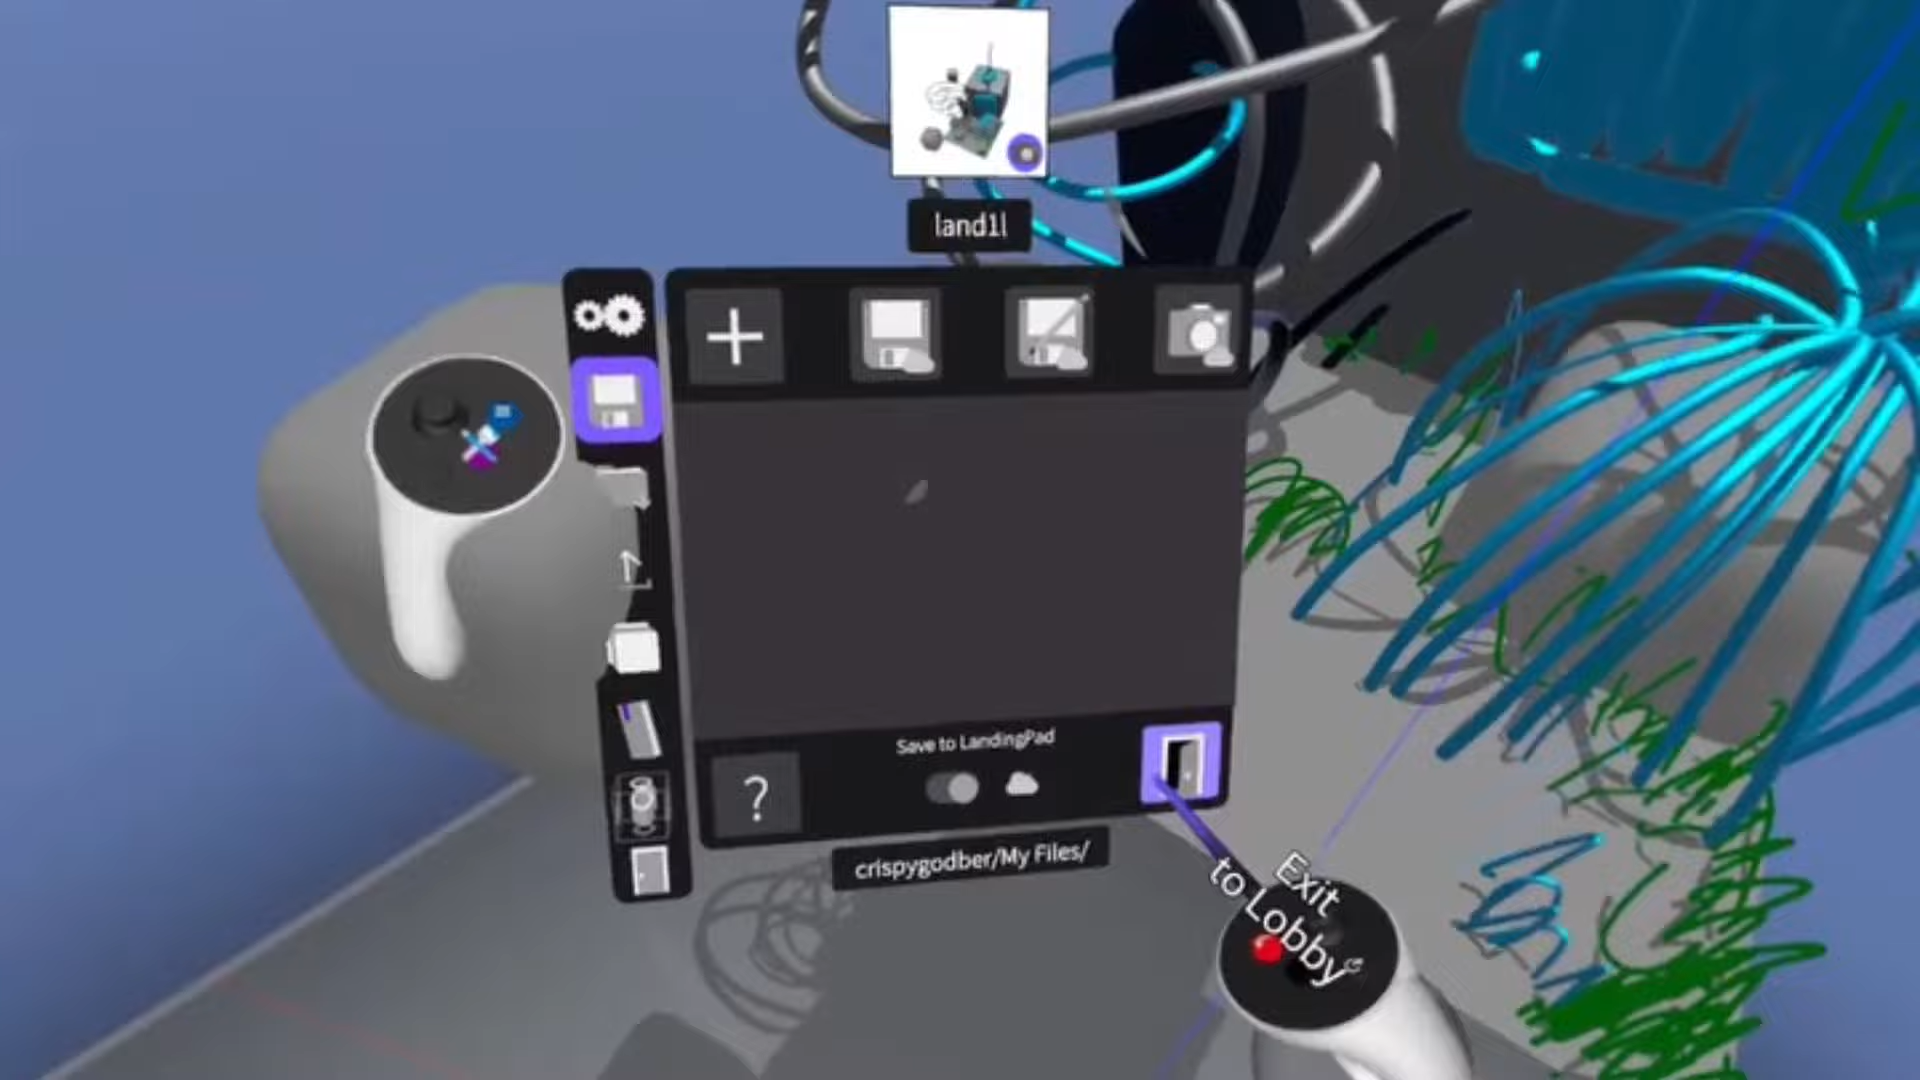 land1l
Save to LandingPad
?
crispygodber/My Files/
Exit
to Lobby